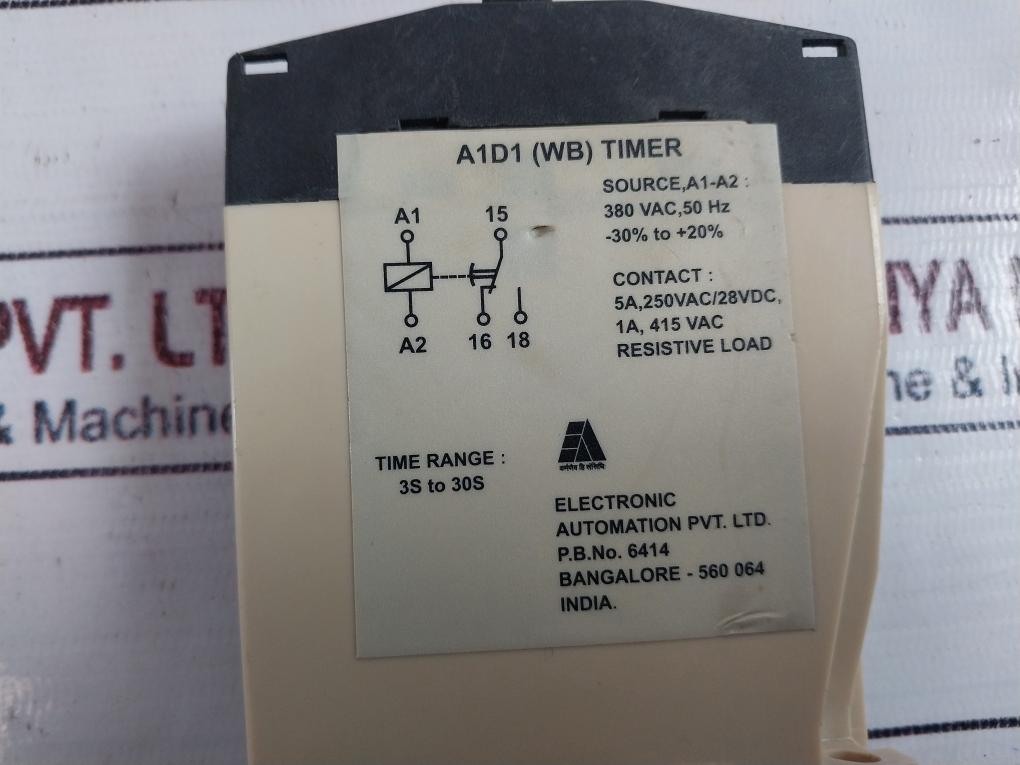 A1D1 (WB) TIMER
SOURCE,A1-A2 :
380 VAC,50 Hz
-30% to +20%
CONTACT :
5A,250VAC/28VDC,
1A, 415 VAC
RESISTIVE LOAD
A1
15
A2
16
18
TIME RANGE :
3S to 30S
ELECTRONIC
AUTOMATION PVT. LTD.
P.B.No. 6414
BANGALORE - 560 064
INDIA.
PVT. LT
& Machine
ne &